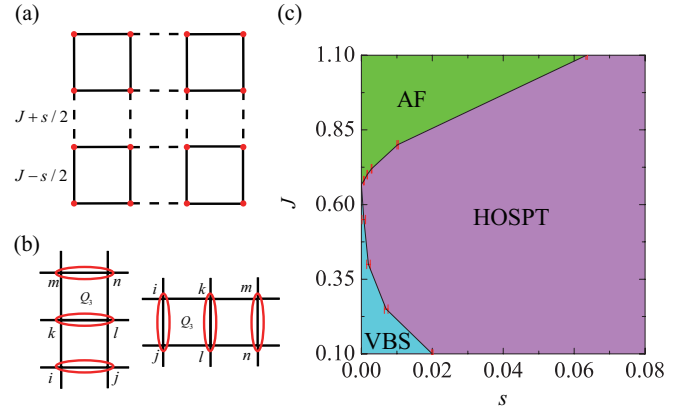 (a)
J+s/2
J−s/2
(b)
m
n
Q₃
k
l
i
j
i
k
m
Q₃
j
l
n
(c)
1.10
0.85
0.60
0.35
0.10
J
AF
HOSPT
VBS
0.00
0.02
0.04
0.06
0.08
s